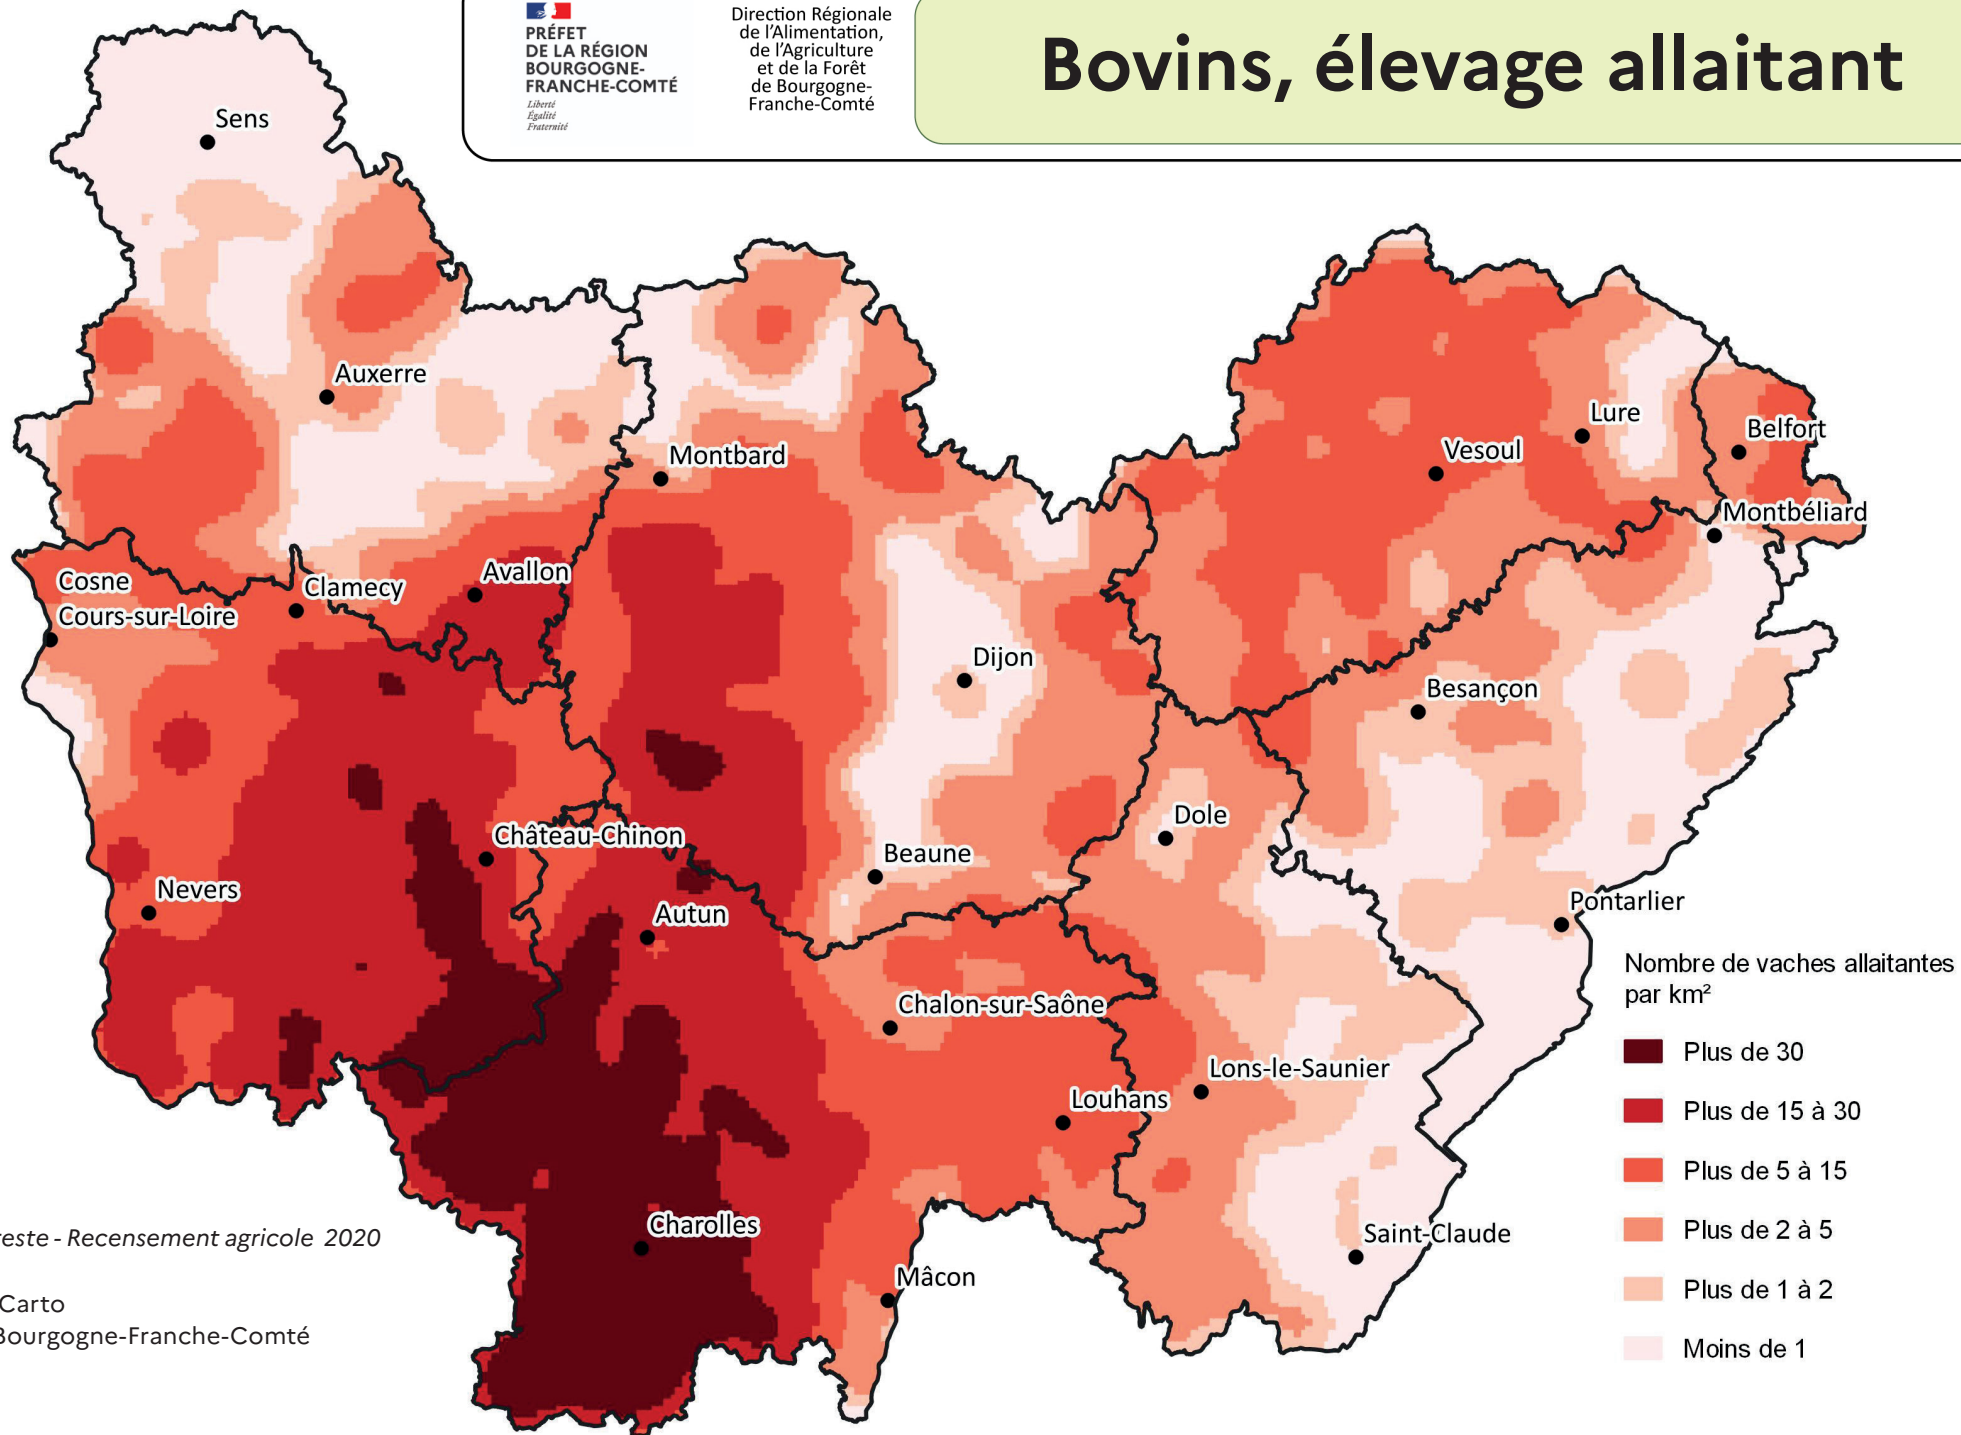 PRÉFET
DE LA RÉGION
BOURGOGNE-
FRANCHE-COMTÉ
Liberté
Égalité
Fraternité
Direction Régionale
de l'Alimentation,
de l'Agriculture
et de la Forêt
de Bourgogne-
Franche-Comté
Bovins, élevage allaitant
Sens
Auxerre
Montbard
Lure
Belfort
Vesoul
Montbéliard
Cosne
Cours-sur-Loire
Clamecy
Avallon
Dijon
Besançon
Dole
Château-Chinon
Beaune
Nevers
Autun
Pontarlier
Chalon-sur-Saône
Lons-le-Saunier
Louhans
Charolles
Saint-Claude
Mâcon
Nombre de vaches allaitantes
par km²
Plus de 30
Plus de 15 à 30
Plus de 5 à 15
Plus de 2 à 5
Plus de 1 à 2
Moins de 1
este - Recensement agricole 2020
Carto
Bourgogne-Franche-Comté